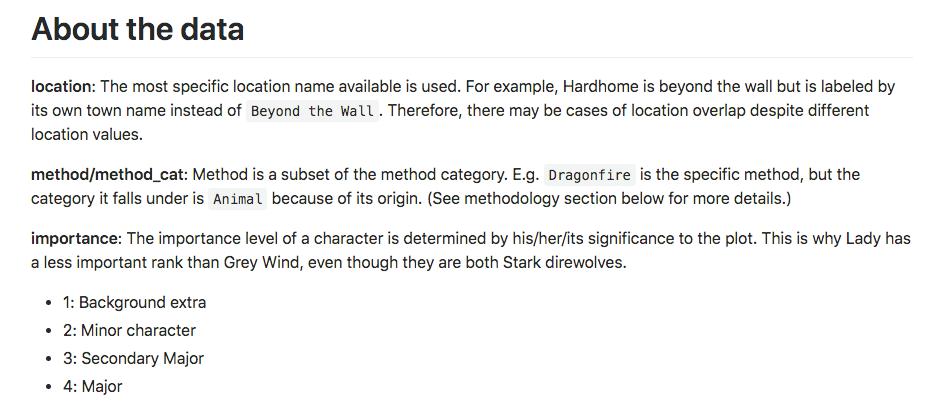 About the data
location: The most specific location name available is used. For example, Hardhome is beyond the wall but is labeled by
its own town name instead of Beyond the Wall . Therefore, there may be cases of location overlap despite different
location values.
method/method_cat: Method is a subset of the method category. E.g. Dragonfire is the specific method, but the
category it falls under is Animal because of its origin. (See methodology section below for more details.)
importance: The importance level of a character is determined by his/her/its significance to the plot. This is why Lady has
a less important rank than Grey Wind, even though they are both Stark direwolves.
• 1: Background extra
• 2: Minor character
• 3: Secondary Major
• 4: Major